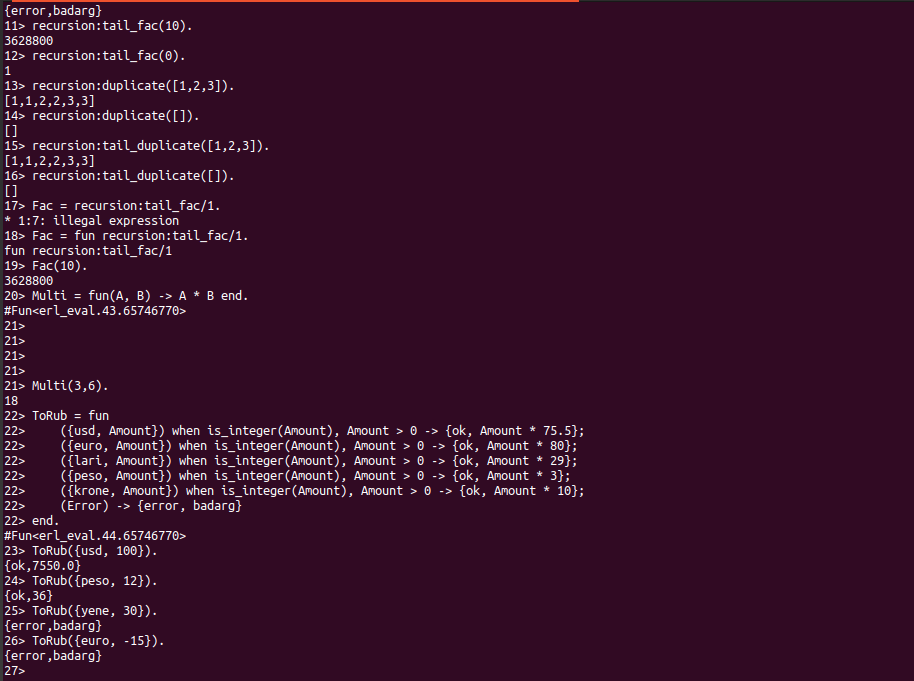 {error,badarg}
11> recursion:tail_fac(10).
3628800
12> recursion:tail_fac(0).
1
13> recursion:duplicate([1,2,3]).
[1,1,2,2,3,3]
14> recursion:duplicate([]).
[]
15> recursion:tail_duplicate([1,2,3]).
[1,1,2,2,3,3]
16> recursion:tail_duplicate([]).
[]
17> Fac = recursion:tail_fac/1.
* 1:7: illegal expression
18> Fac = fun recursion:tail_fac/1.
fun recursion:tail_fac/1
19> Fac(10).
3628800
20> Multi = fun(A, B) -> A * B end.
#Fun<erl_eval.43.65746770>
21>
21>
21>
21>
21> Multi(3,6).
18
22> ToRub = fun
22>     ({usd, Amount}) when is_integer(Amount), Amount > 0 -> {ok, Amount * 75.5};
22>     ({euro, Amount}) when is_integer(Amount), Amount > 0 -> {ok, Amount * 80};
22>     ({lari, Amount}) when is_integer(Amount), Amount > 0 -> {ok, Amount * 29};
22>     ({peso, Amount}) when is_integer(Amount), Amount > 0 -> {ok, Amount * 3};
22>     ({krone, Amount}) when is_integer(Amount), Amount > 0 -> {ok, Amount * 10};
22>     (Error) -> {error, badarg}
22> end.
#Fun<erl_eval.44.65746770>
23> ToRub({usd, 100}).
{ok,7550.0}
24> ToRub({peso, 12}).
{ok,36}
25> ToRub({yene, 30}).
{error,badarg}
26> ToRub({euro, -15}).
{error,badarg}
27>